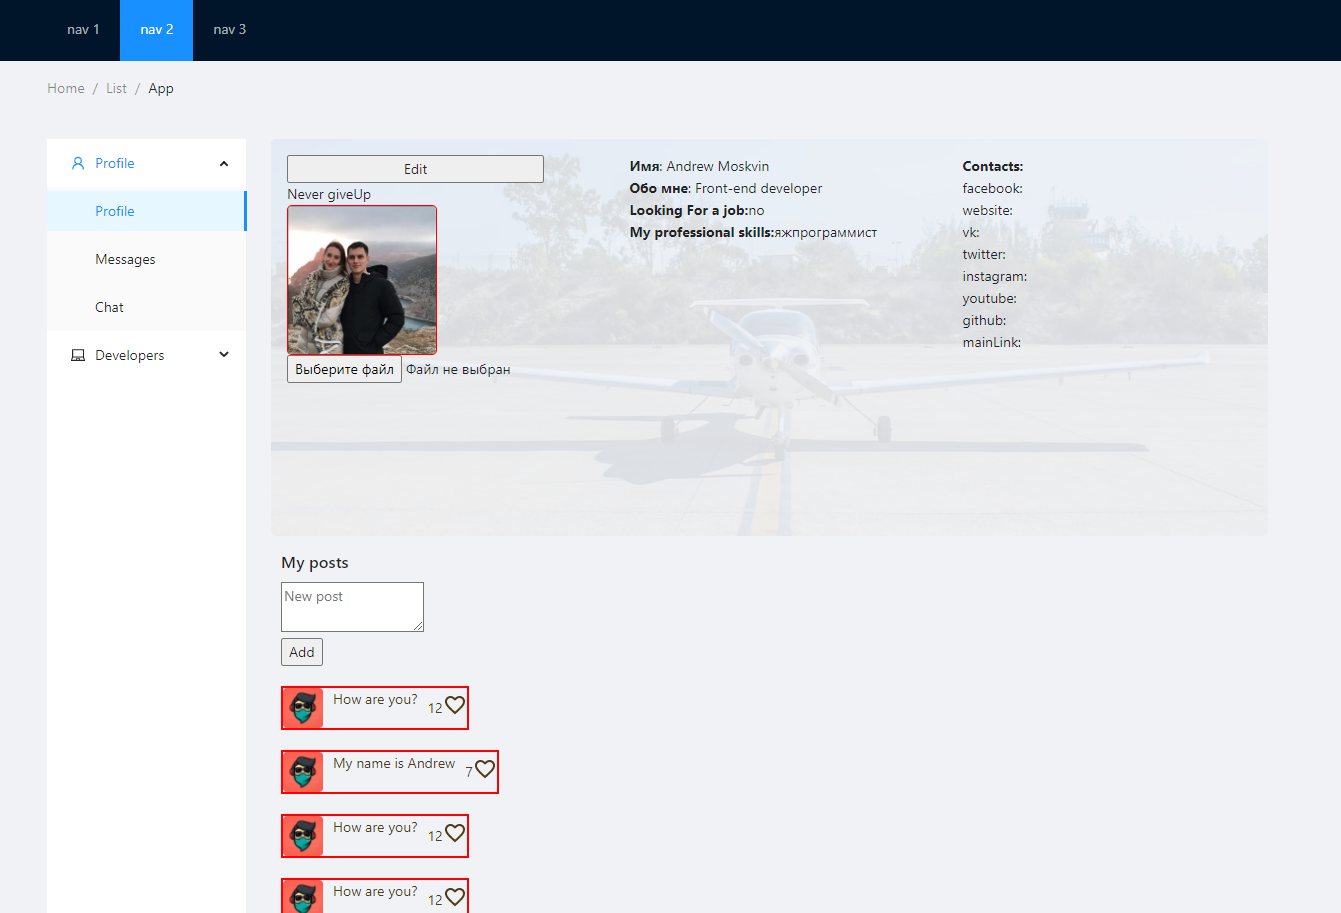 nav 1 nav 2 nav 3
Home / List / App
Profile
Profile
Messages
Chat
Developers
Edit
Never giveUp
Выберите файл Файл не выбран
Имя: Andrew Moskvin
Обо мне: Front-end developer
Looking For a job:no
My professional skills:яжпрограммист
Contacts:
facebook:
website:
vk:
twitter:
instagram:
youtube:
github:
mainLink:
My posts
New post
Add
How are you? 12
My name is Andrew 7
How are you? 12
How are you? 12